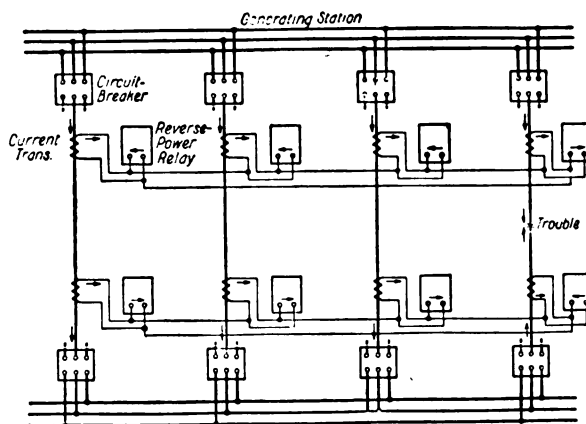 Generating Station
Circuit-
Breaker
Current
Trans.
Reverse-
Power
Relay
Trouble